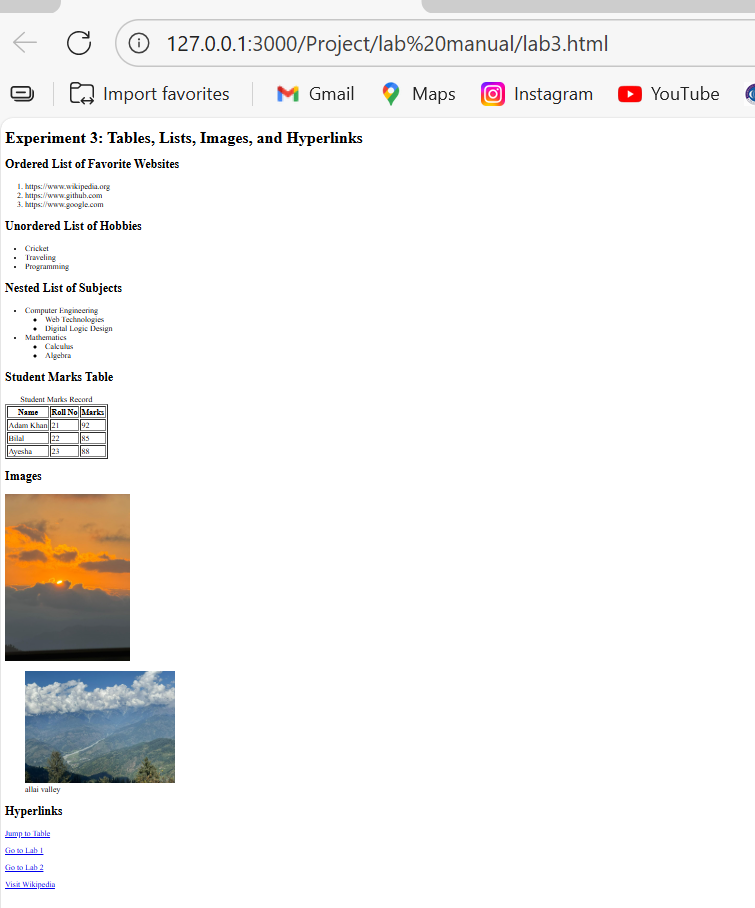 127.0.0.1:3000/Project/lab%20manual/lab3.html
Import favorites
Gmail
Maps
Instagram
YouTube
Experiment 3: Tables, Lists, Images, and Hyperlinks
Ordered List of Favorite Websites
1. https://www.wikipedia.org
2. https://www.github.com
3. https://www.google.com
Unordered List of Hobbies
• Cricket
• Traveling
• Programming
Nested List of Subjects
• Computer Engineering
• Web Technologies
• Digital Logic Design
• Mathematics
• Calculus
• Algebra
Student Marks Table
Student Marks Record
Name Roll No Marks
Adam Khan 21 92
Bilal 22 85
Ayesha 23 88
Images
allai valley
Hyperlinks
Jump to Table
Go to Lab 1
Go to Lab 2
Visit Wikipedia